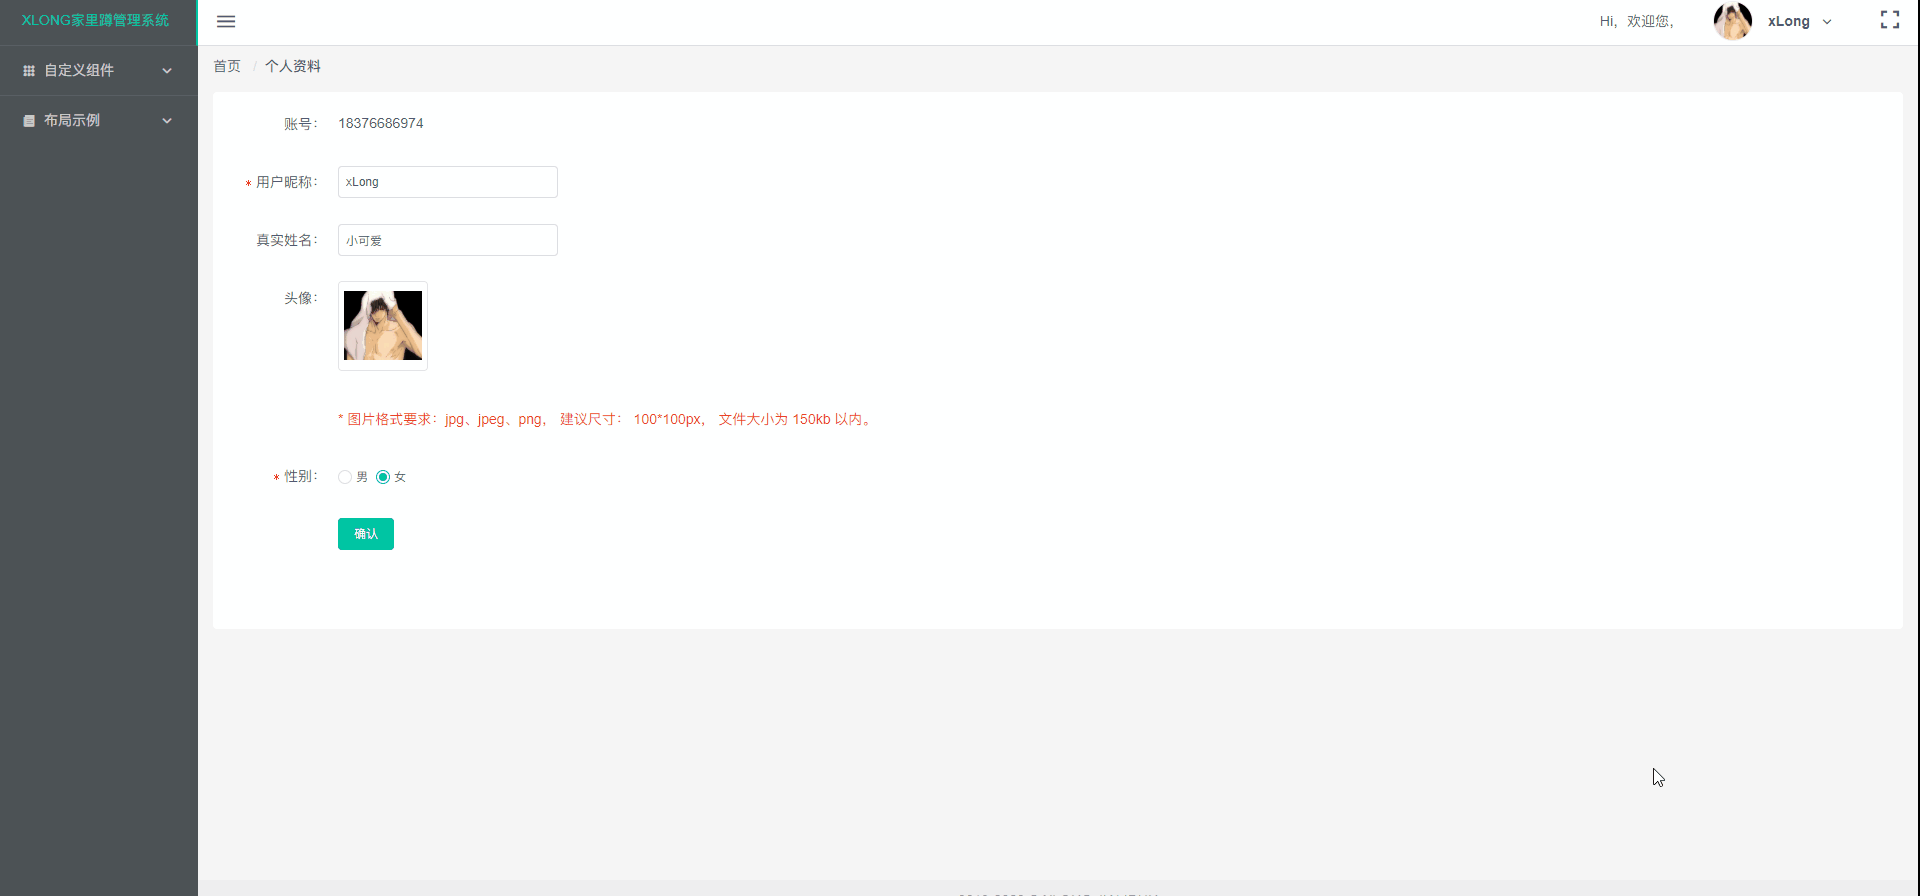 XLONG家里蹲管理系统
Hi，欢迎您，
xLong
自定义组件
布局示例
首页 / 个人资料
账号： 18376686974
* 用户昵称： xLong
真实姓名： 小可爱
头像：
* 图片格式要求：jpg、jpeg、png， 建议尺寸： 100*100px， 文件大小为 150kb 以内。
* 性别： 男 女
确认